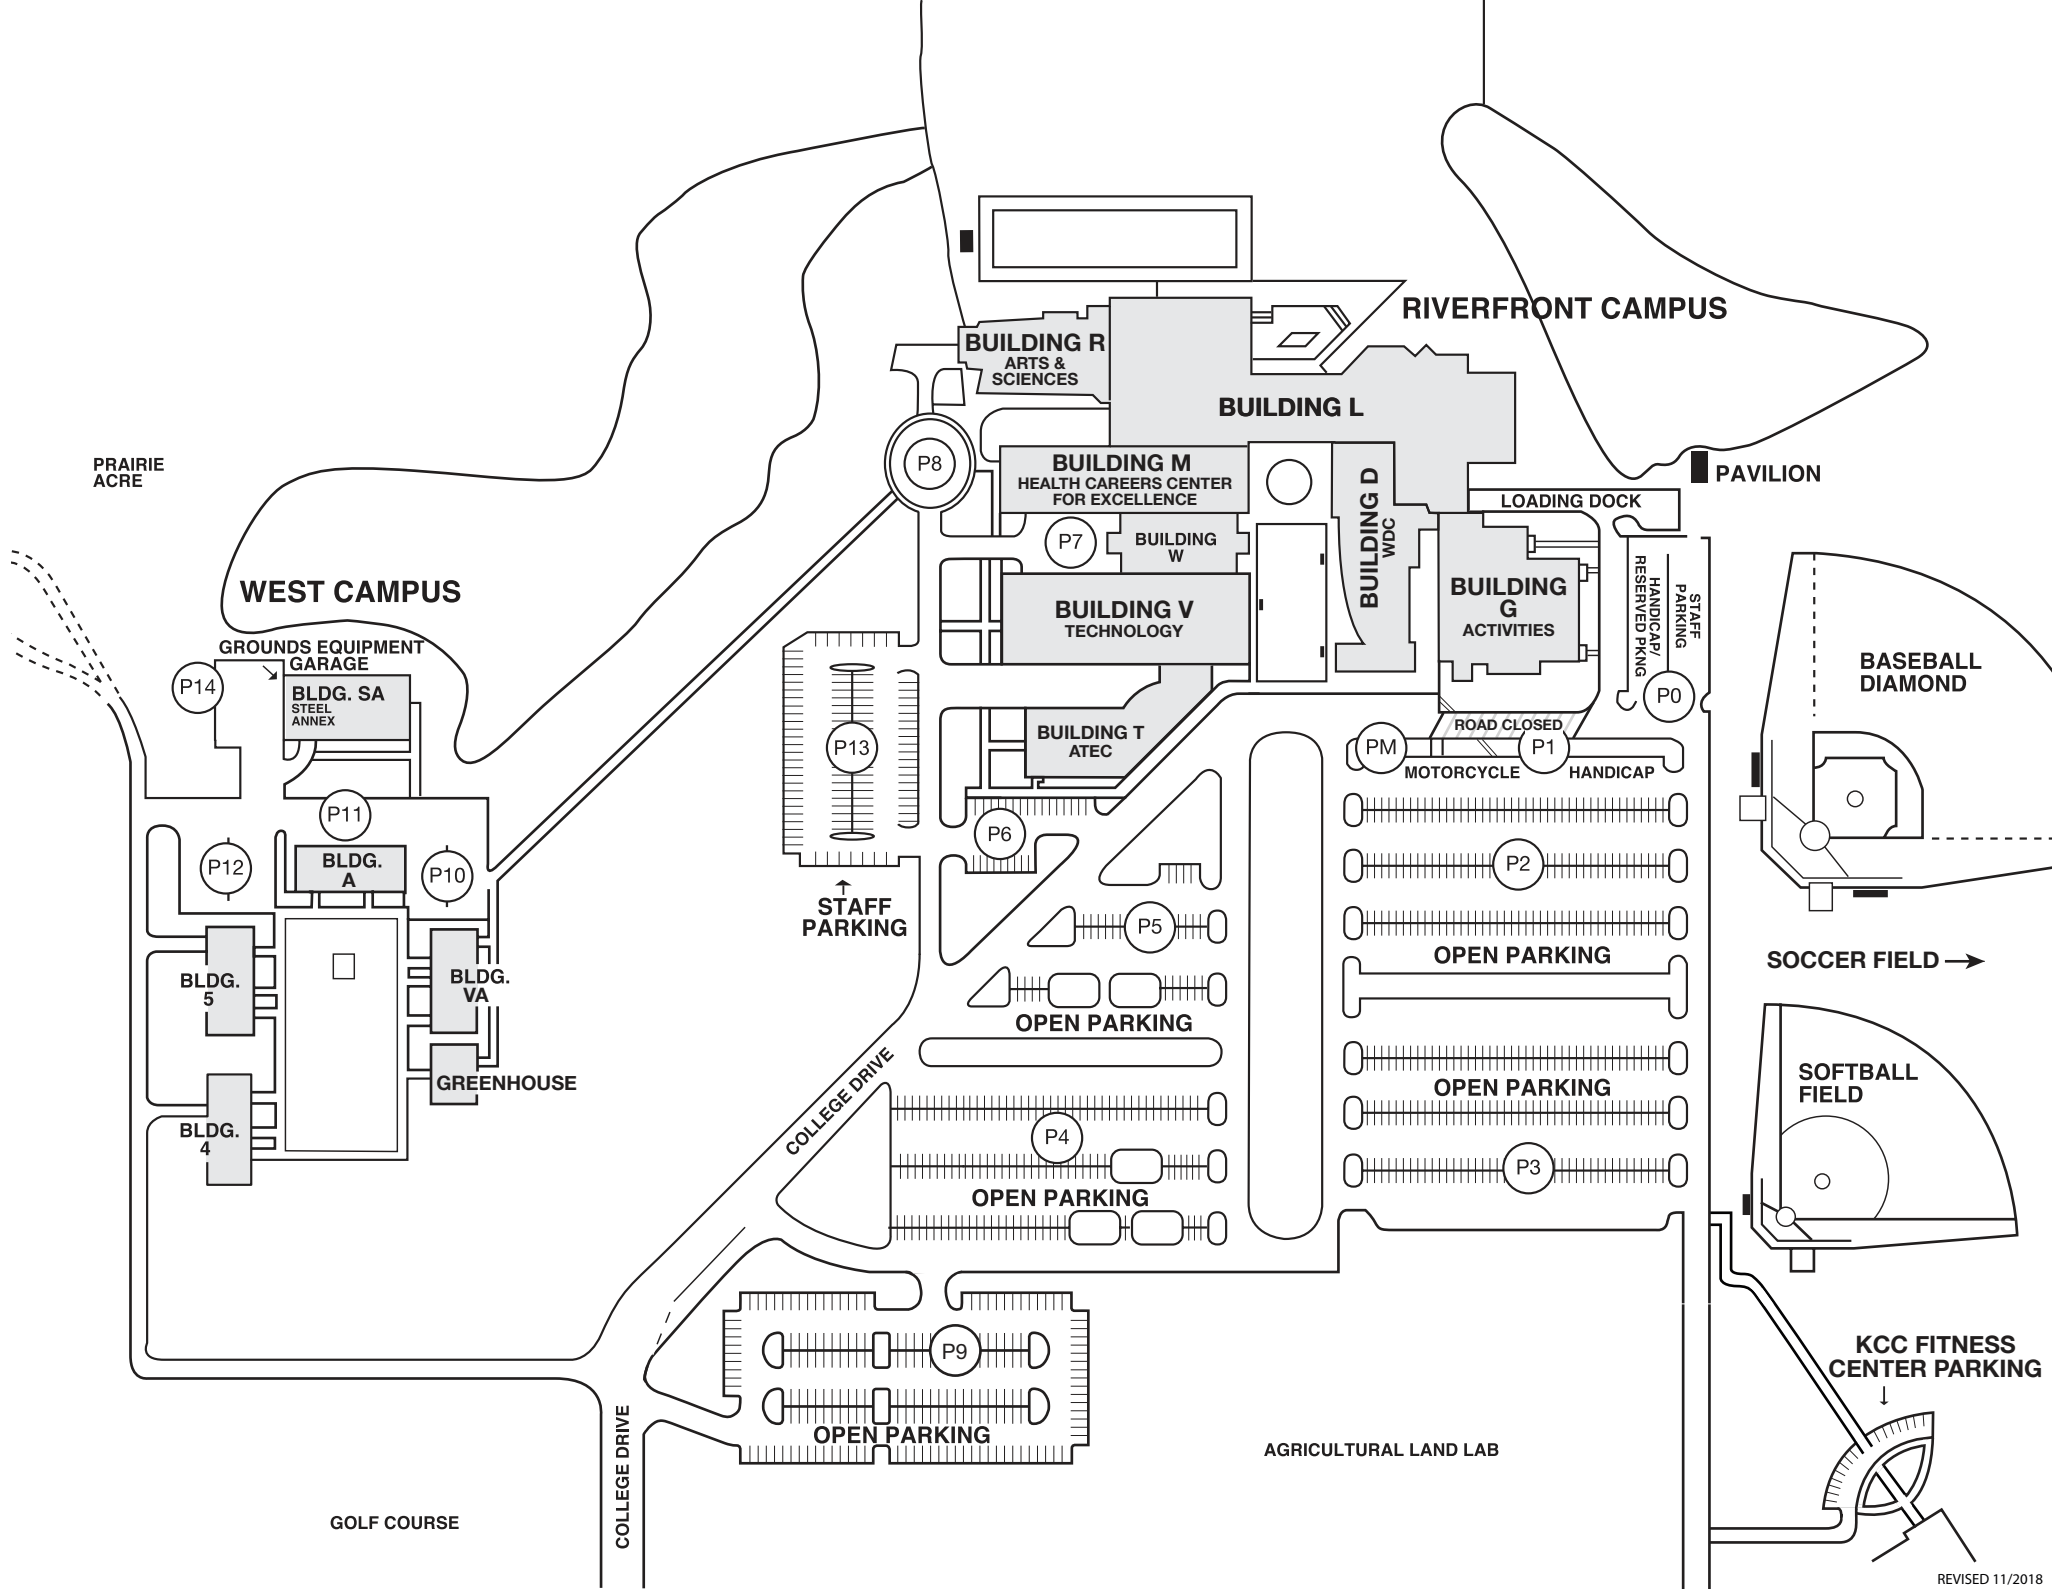 RIVERFRONT CAMPUS
BUILDING R
ARTS &
SCIENCES
BUILDING L
P8
BUILDING M
HEALTH CAREERS CENTER
FOR EXCELLENCE
BUILDING D
WDC
PAVILION
LOADING DOCK
PRAIRIE
ACRE
P7
BUILDING
W
BUILDING V
TECHNOLOGY
BUILDING
G
ACTIVITIES
STAFF
PARKING
HANDICAP/
RESERVED PKNG
P0
BASEBALL
DIAMOND
WEST CAMPUS
GROUNDS EQUIPMENT
GARAGE
P14
BLDG. SA
STEEL
ANNEX
P13
BUILDING T
ATEC
ROAD CLOSED
PM
P1
MOTORCYCLE
HANDICAP
P11
P6
P12
BLDG.
A
P10
P2
STAFF
PARKING
P5
OPEN PARKING
SOCCER FIELD
BLDG.
5
BLDG.
VA
OPEN PARKING
COLLEGE DRIVE
GREENHOUSE
OPEN PARKING
SOFTBALL
FIELD
BLDG.
4
P4
P3
OPEN PARKING
P9
OPEN PARKING
KCC FITNESS
CENTER PARKING
COLLEGE DRIVE
AGRICULTURAL LAND LAB
GOLF COURSE
REVISED 11/2018